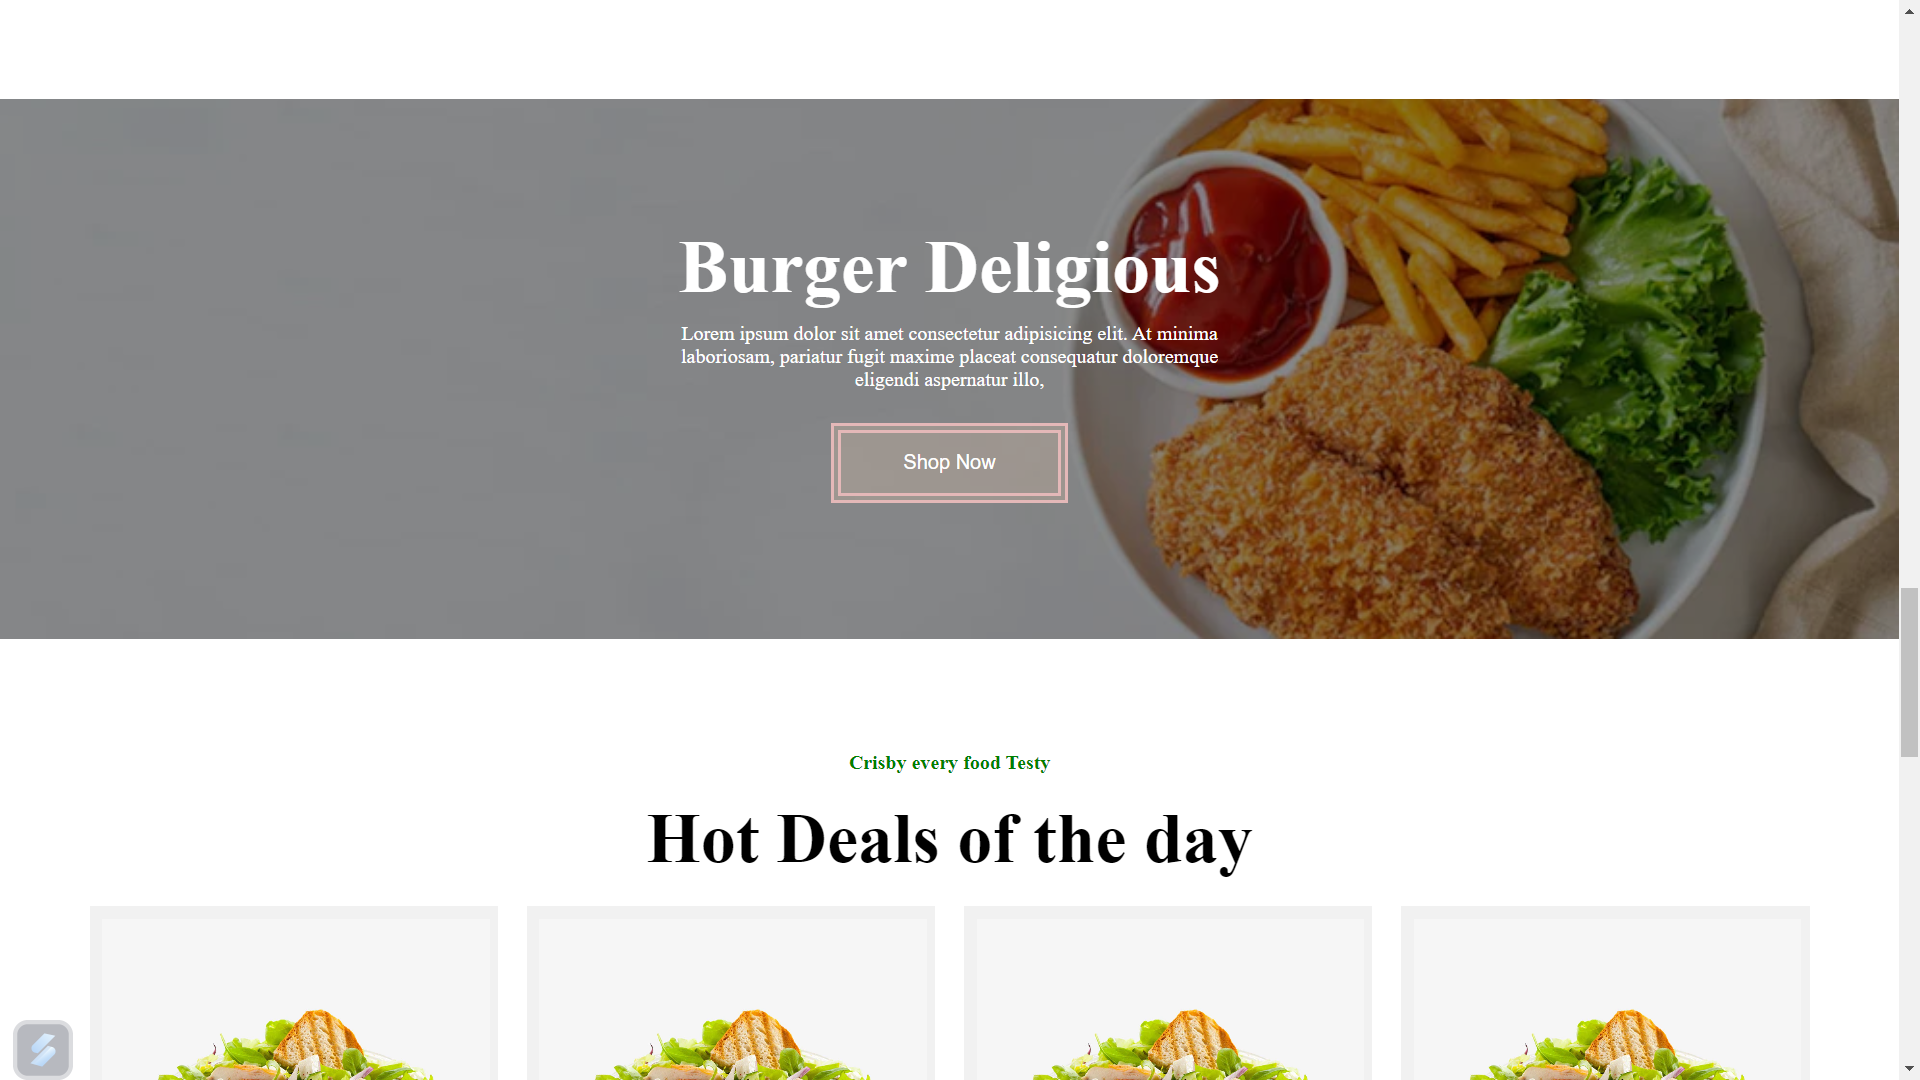 Burger Deligious
Lorem ipsum dolor sit amet consectetur adipisicing elit. At minima
laboriosam, pariatur fugit maxime placeat consequatur doloremque
eligendi aspernatur illo,
Shop Now
Crisby every food Testy
Hot Deals of the day